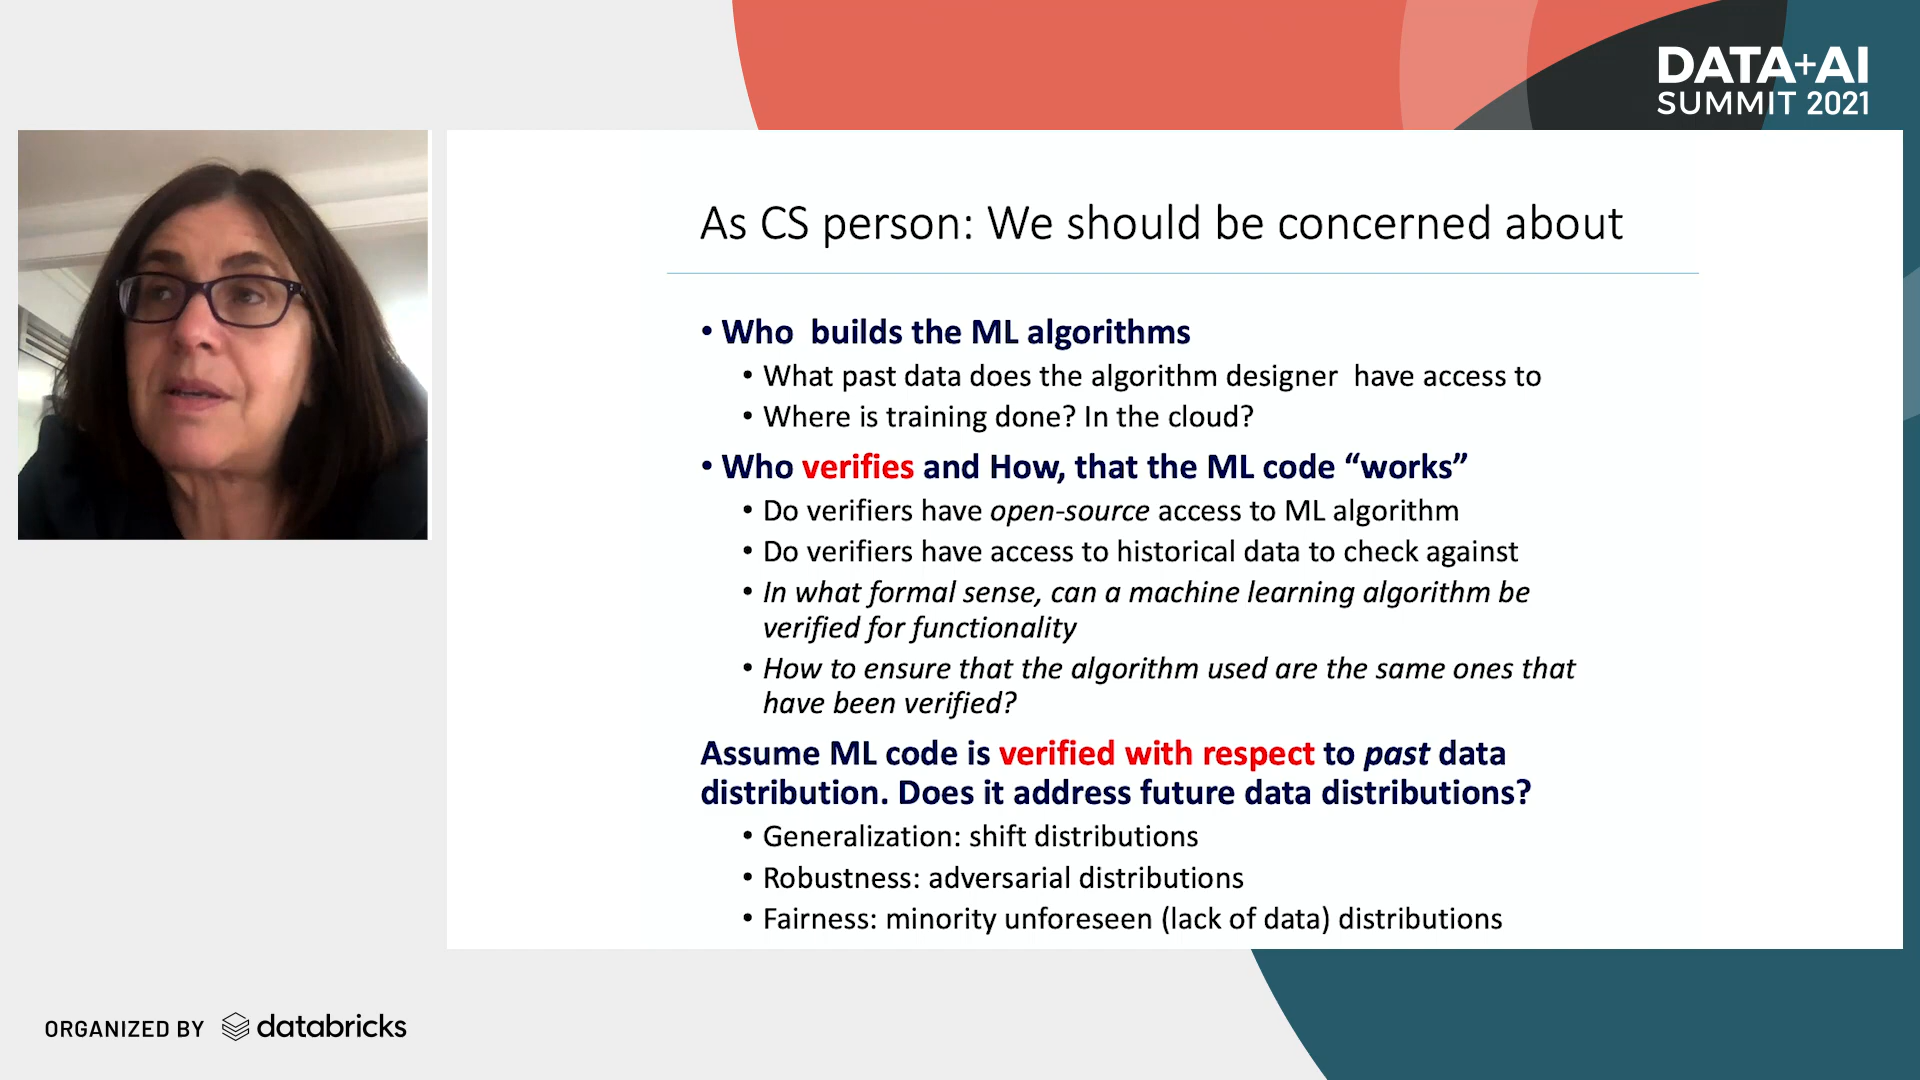 DATA+AI
SUMMIT 2021
As CS person: We should be concerned about
• Who builds the ML algorithms
• What past data does the algorithm designer have access to
• Where is training done? In the cloud?
• Who verifies and How, that the ML code “works”
• Do verifiers have open-source access to ML algorithm
• Do verifiers have access to historical data to check against
• In what formal sense, can a machine learning algorithm be
verified for functionality
• How to ensure that the algorithm used are the same ones that
have been verified?
Assume ML code is verified with respect to past data
distribution. Does it address future data distributions?
• Generalization: shift distributions
• Robustness: adversarial distributions
• Fairness: minority unforeseen (lack of data) distributions
ORGANIZED BY databricks